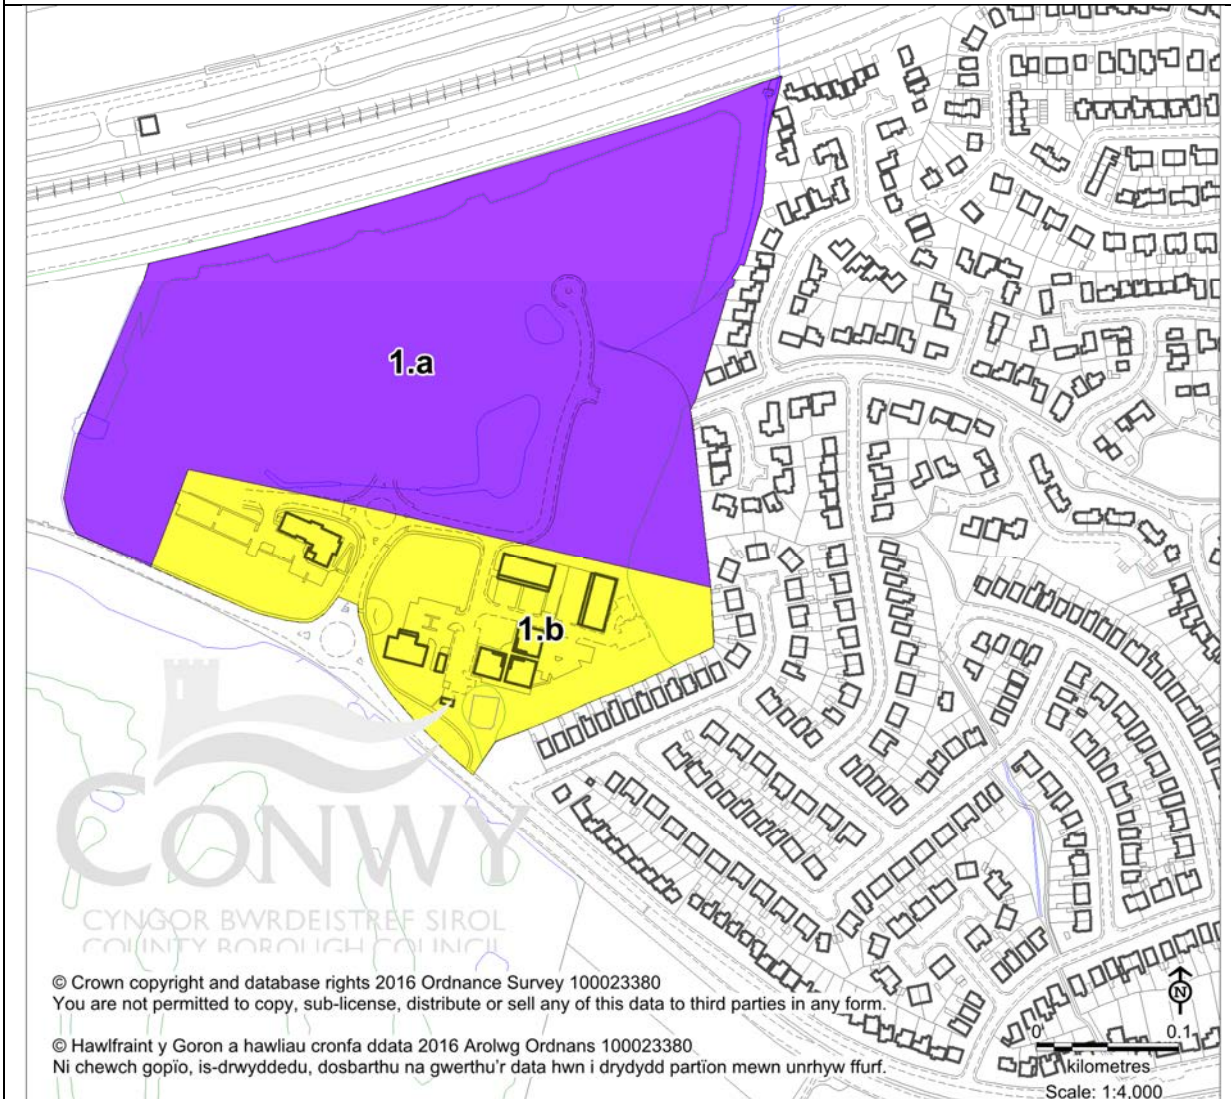 1.a
1.b
CONWY
CYNGOR BWRDEISTREF SIROL
COUNTY BOROUGH COUNCIL
© Crown copyright and database rights 2016 Ordnance Survey 100023380
You are not permitted to copy, sub-license, distribute or sell any of this data to third parties in any form.
© Hawlfraint y Goron a hawliau cronfa ddata 2016 Arolwg Ordnans 100023380
Ni chewch gopïo, is-drwyddedu, dosbarthu na gwerthu'r data hwn i drydydd partïon mewn unrhyw ffurf.
N
0 0.1
kilometres
Scale: 1:4,000